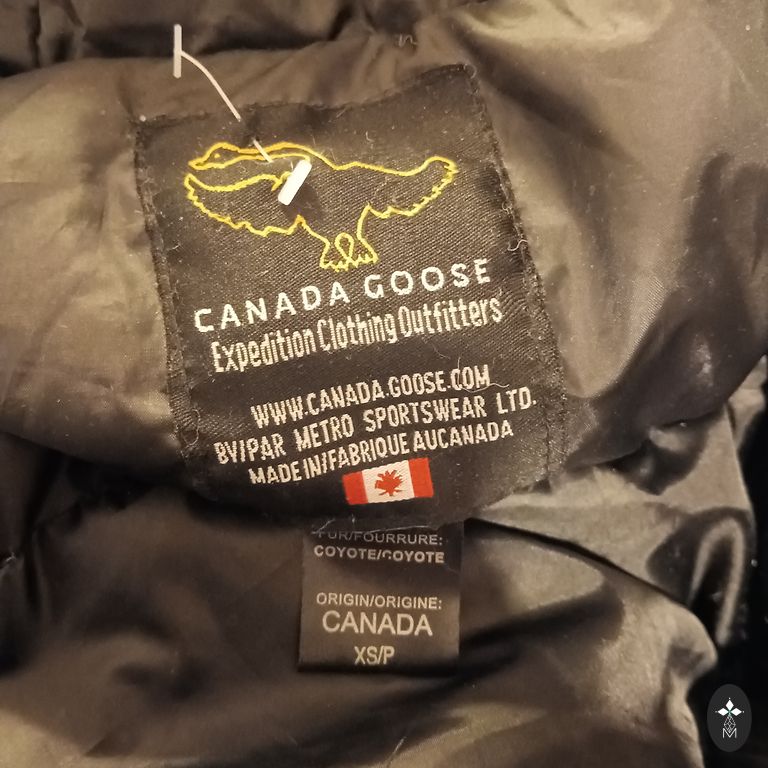 CANADA GOOSE
Expedition Clothing Outfitters
WWW.CANADA.GOOSE.COM
BY/PAR METRO SPORTSWEAR LTD.
MADE IN/FABRIQUE AU CANADA
FUR/FOURRURE:
COYOTE/COYOTE
ORIGIN/ORIGINE:
CANADA
XS/P
M